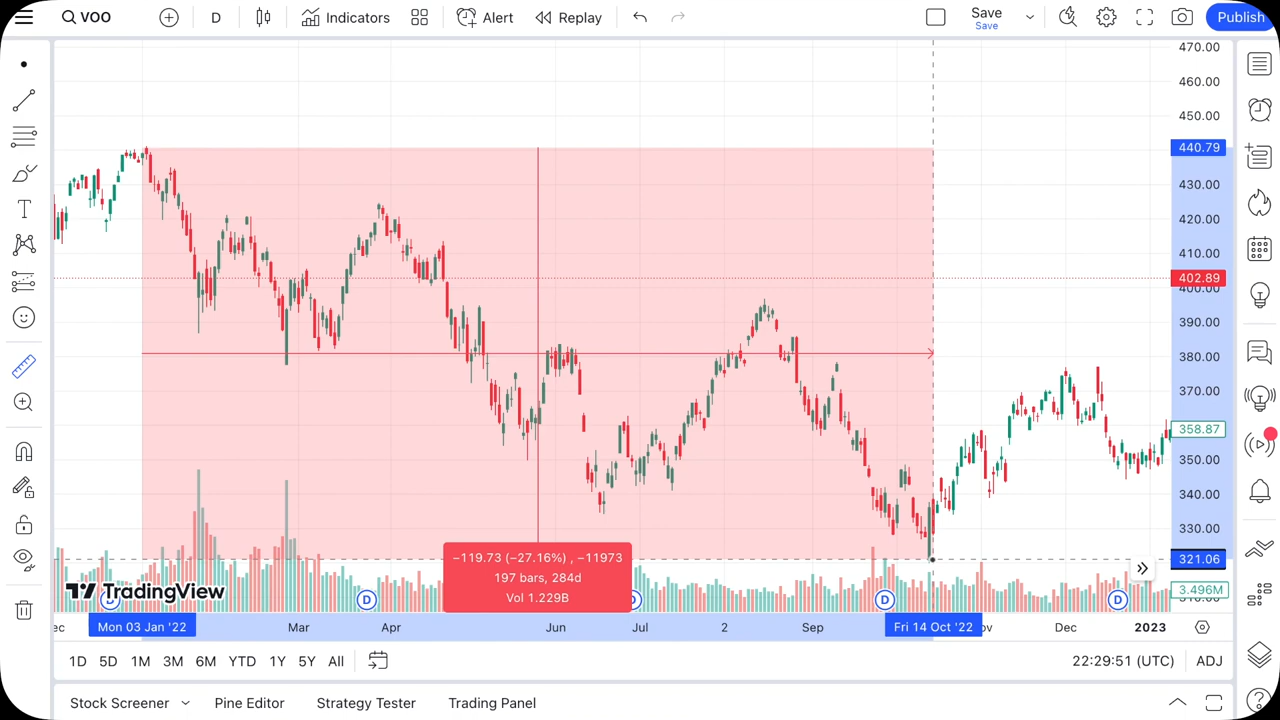 VOO
D
Indicators
Alert
Replay
Save
Save
Publish
470.00
460.00
450.00
440.79
430.00
420.00
410.00
402.89
400.00
390.00
380.00
370.00
358.87
350.00
340.00
330.00
321.06
3.496M
−119.73 (−27.16%) , −11973
197 bars, 284d
Vol 1.229B
TradingView
D
D
D
D
D
ec
Mon 03 Jan '22
Mar
Apr
Jun
Jul
2
Sep
Fri 14 Oct '22
ov
Dec
2023
1D 5D 1M 3M 6M YTD 1Y 5Y All
22:29:51 (UTC)
ADJ
Stock Screener
Pine Editor
Strategy Tester
Trading Panel